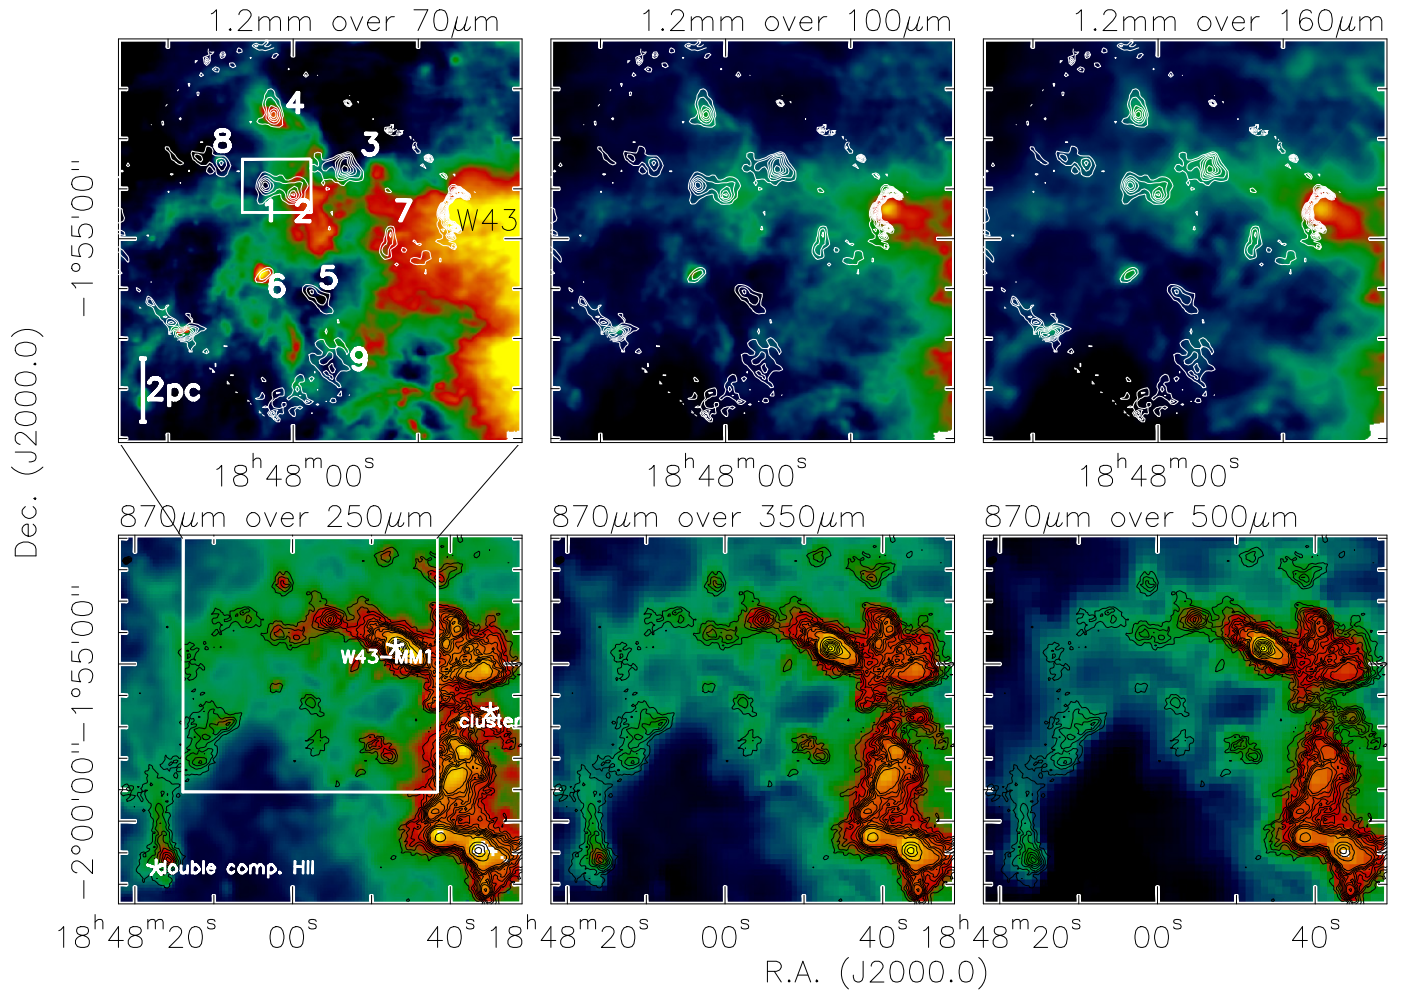 1.2mm over 70μm
1.2mm over 100μm
1.2mm over 160μm
4
8
3
1 2
7
W43
6
5
9
2pc
−1°55'00''
18ʰ48ᵐ00ˢ
18ʰ48ᵐ00ˢ
18ʰ48ᵐ00ˢ
Dec. (J2000.0)
870μm over 250μm
870μm over 350μm
870μm over 500μm
W43−MM1
cluster
double comp. HII
−1°55'00''
−2°00'00''
18ʰ48ᵐ20ˢ 00ˢ 40ˢ
18ʰ48ᵐ20ˢ 00ˢ 40ˢ
18ʰ48ᵐ20ˢ 00ˢ 40ˢ
R.A. (J2000.0)